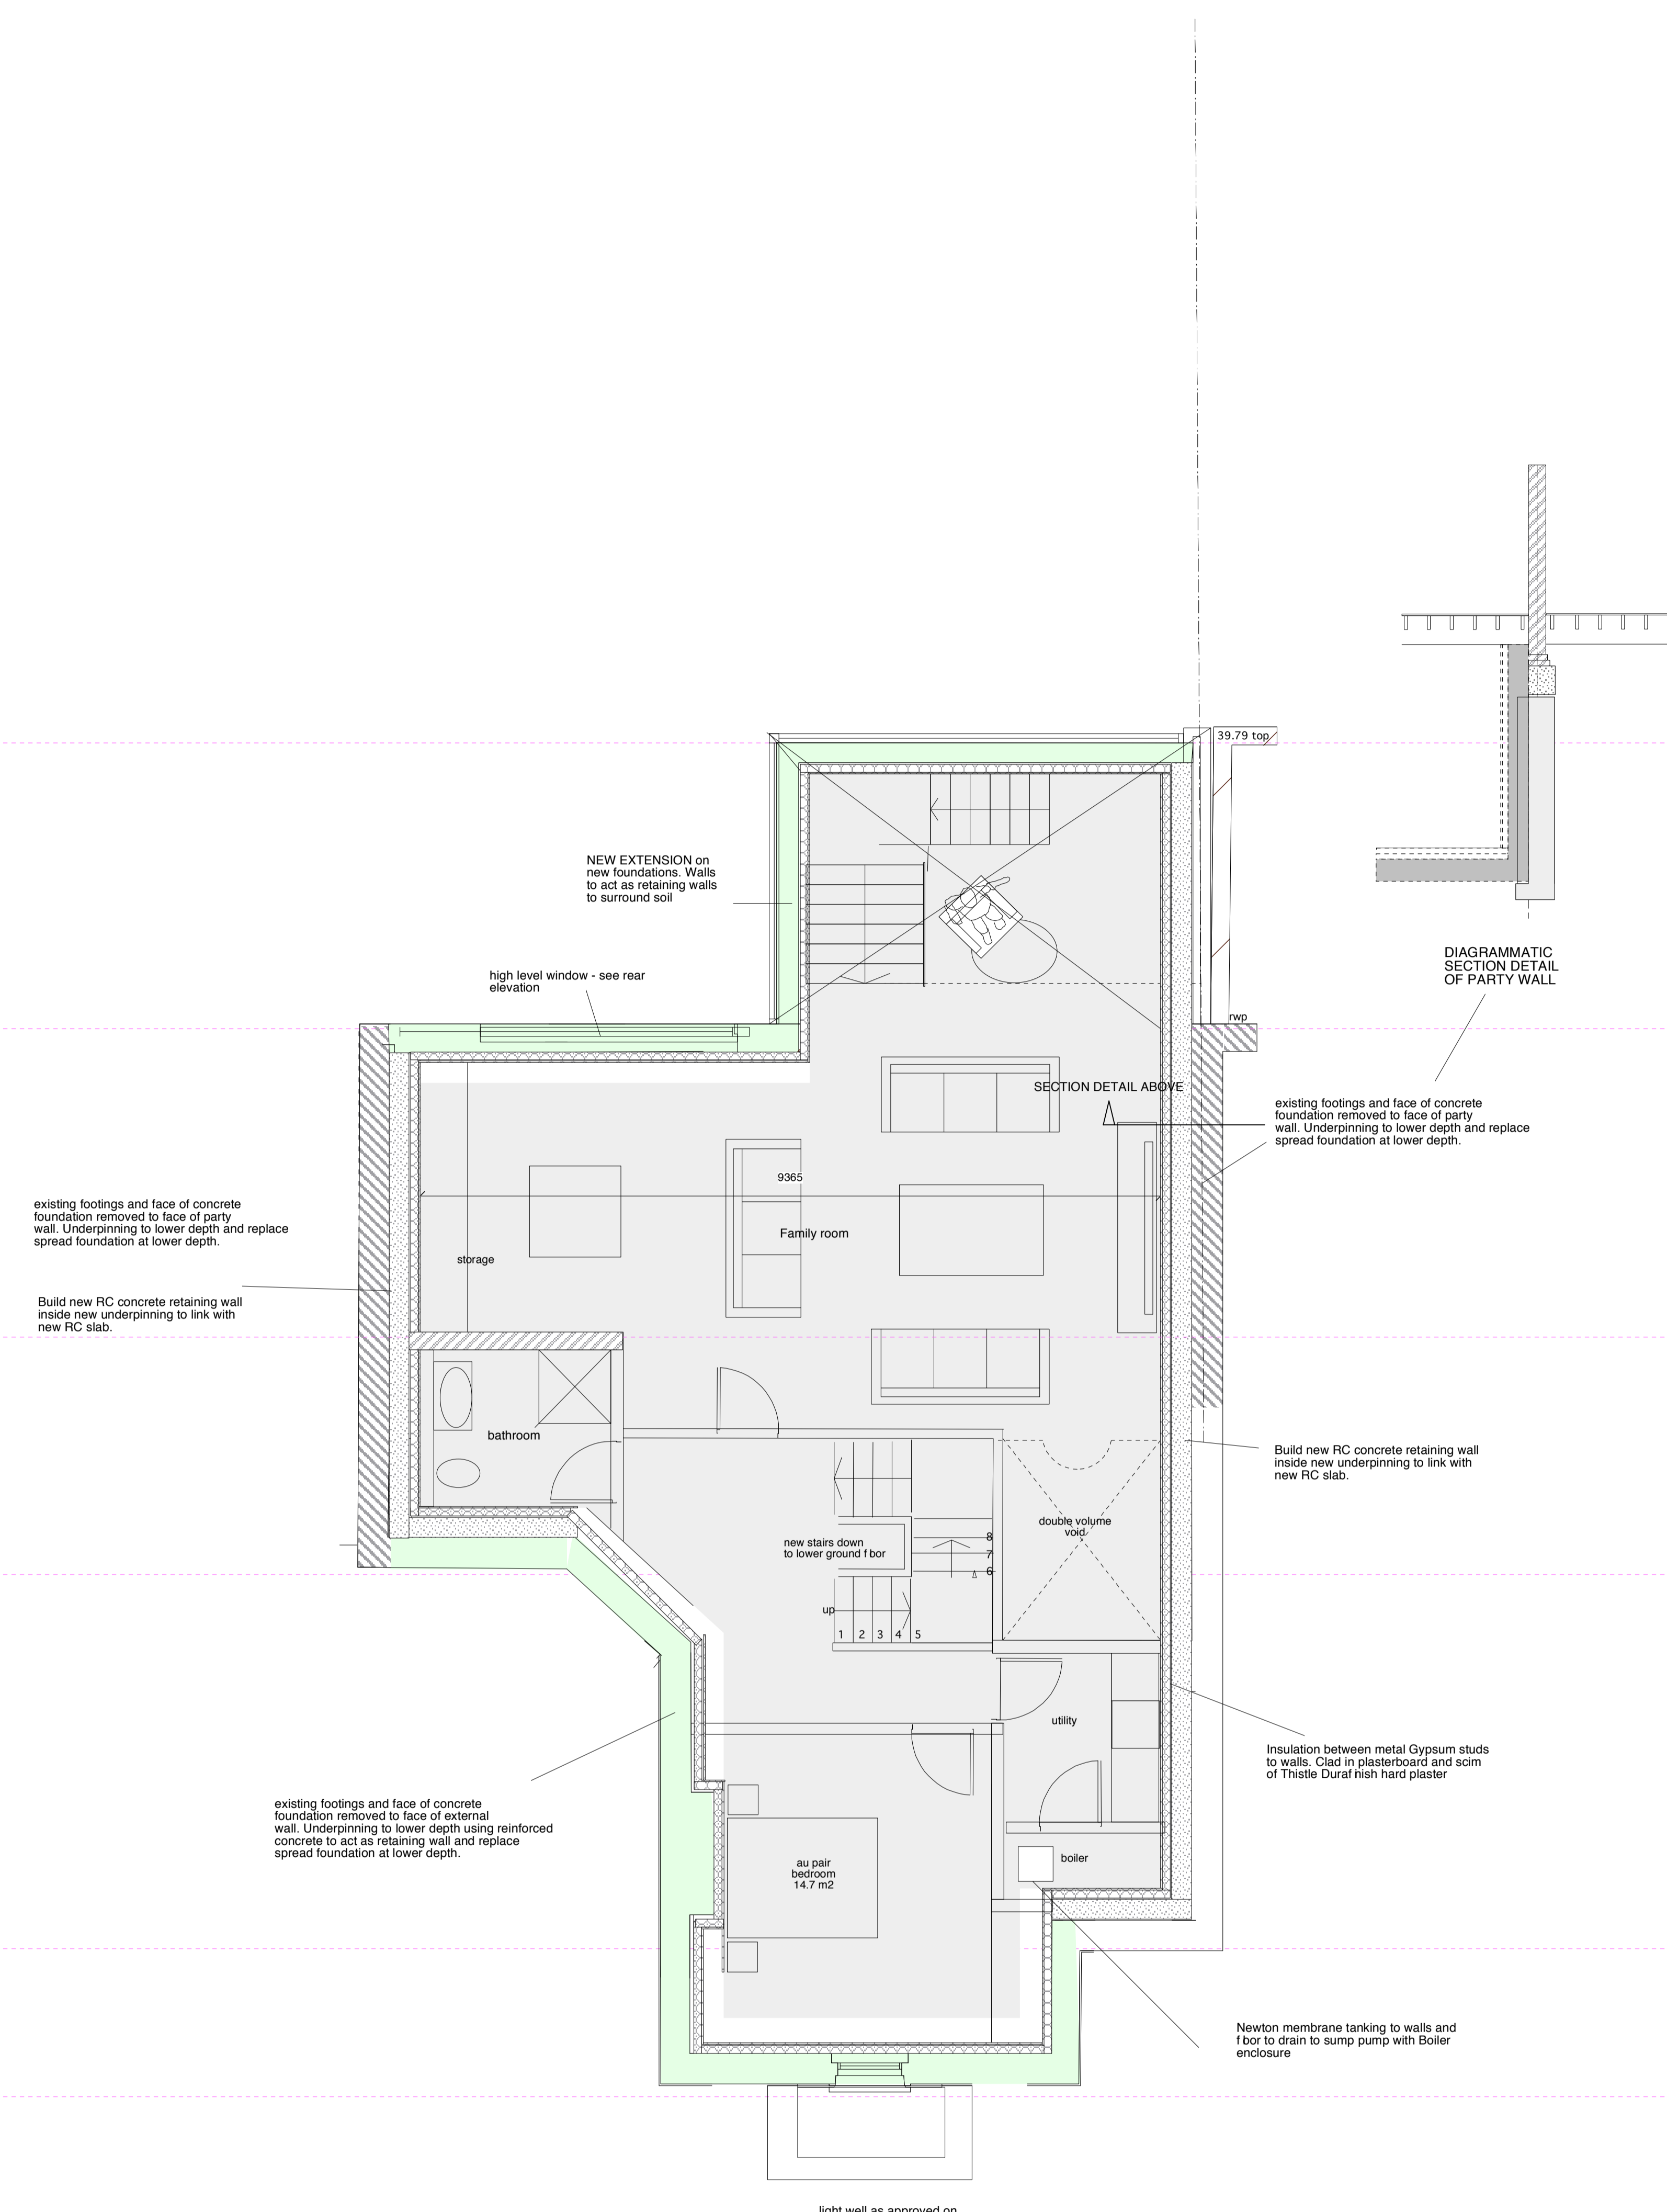 39.79 top
NEW EXTENSION on
new foundations. Walls
to act as retaining walls
to surround soil
high level window - see rear
elevation
DIAGRAMMATIC
SECTION DETAIL
OF PARTY WALL
rwp
SECTION DETAIL ABOVE
existing footings and face of concrete
foundation removed to face of party
wall. Underpinning to lower depth and replace
spread foundation at lower depth.
9365
Family room
existing footings and face of concrete
foundation removed to face of party
wall. Underpinning to lower depth and replace
spread foundation at lower depth.
storage
Build new RC concrete retaining wall
inside new underpinning to link with
new RC slab.
bathroom
Build new RC concrete retaining wall
inside new underpinning to link with
new RC slab.
double volume
void
new stairs down
to lower ground f bor
8
7
6
up
1 2 3 4 5
utility
Insulation between metal Gypsum studs
to walls. Clad in plasterboard and scim
of Thistle Duraf nish hard plaster
existing footings and face of concrete
foundation removed to face of external
wall. Underpinning to lower depth using reinforced
concrete to act as retaining wall and replace
spread foundation at lower depth.
boiler
au pair
bedroom
14.7 m2
Newton membrane tanking to walls and
f bor to drain to sump pump with Boiler
enclosure
light well as approved on